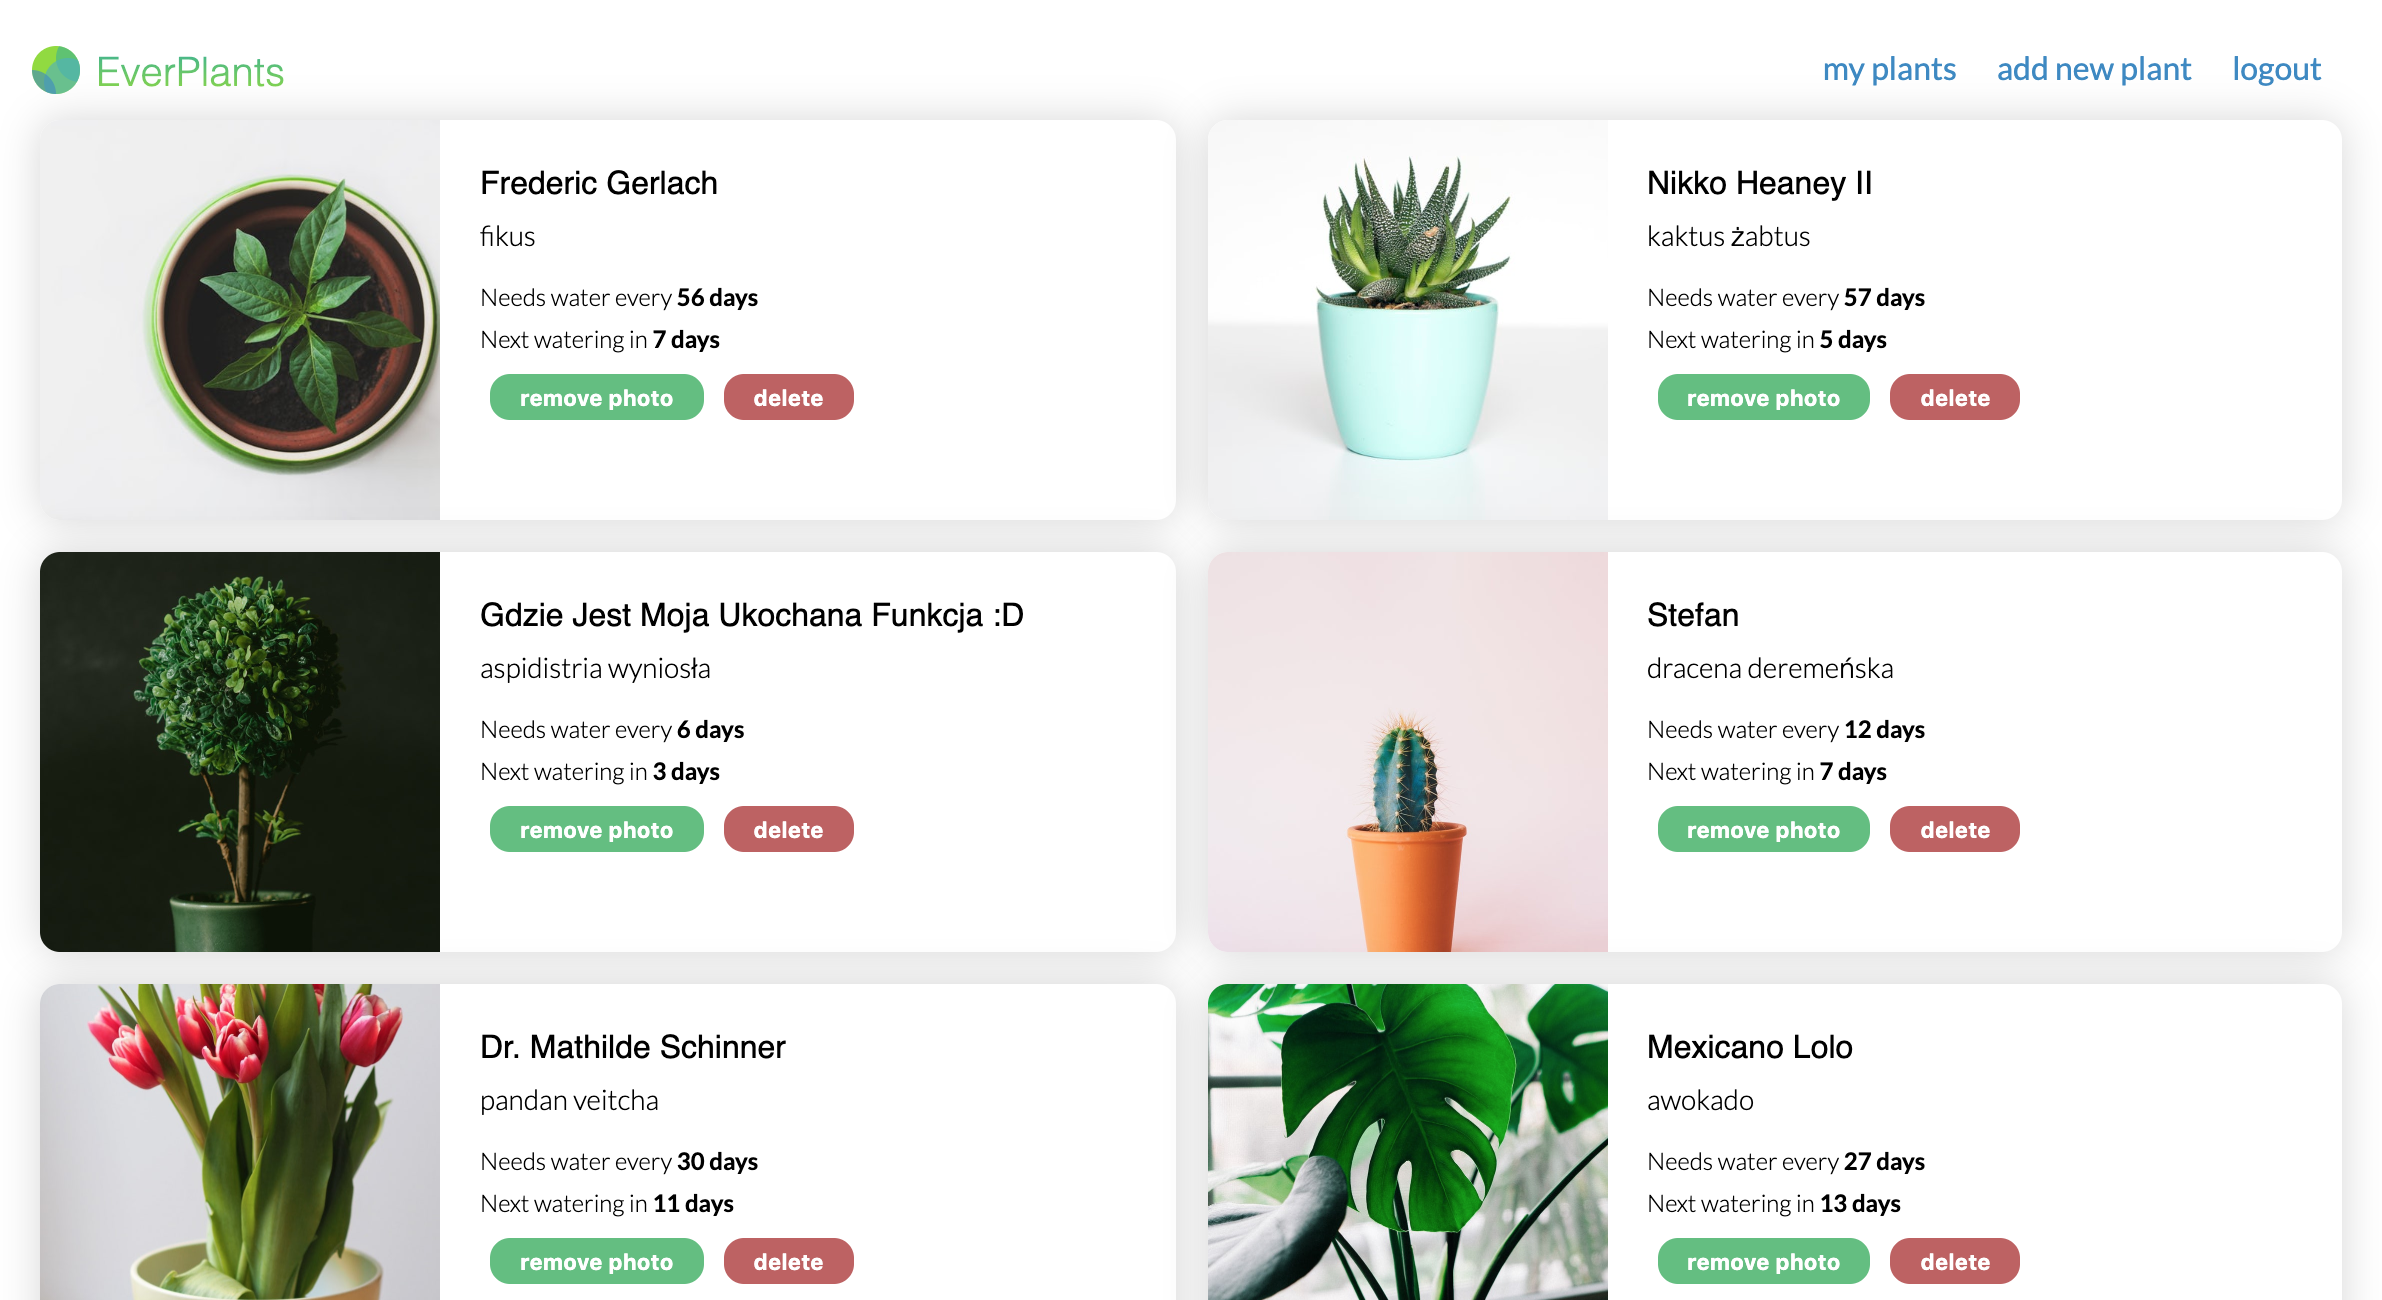 EverPlants
my plants add new plant logout
Frederic Gerlach
fikus
Needs water every 56 days
Next watering in 7 days
remove photo delete
Nikko Heaney II
kaktus żabtus
Needs water every 57 days
Next watering in 5 days
remove photo delete
Gdzie Jest Moja Ukochana Funkcja :D
aspidistria wyniosła
Needs water every 6 days
Next watering in 3 days
remove photo delete
Stefan
dracena deremeńska
Needs water every 12 days
Next watering in 7 days
remove photo delete
Dr. Mathilde Schinner
pandan veitcha
Needs water every 30 days
Next watering in 11 days
remove photo delete
Mexicano Lolo
awokado
Needs water every 27 days
Next watering in 13 days
remove photo delete